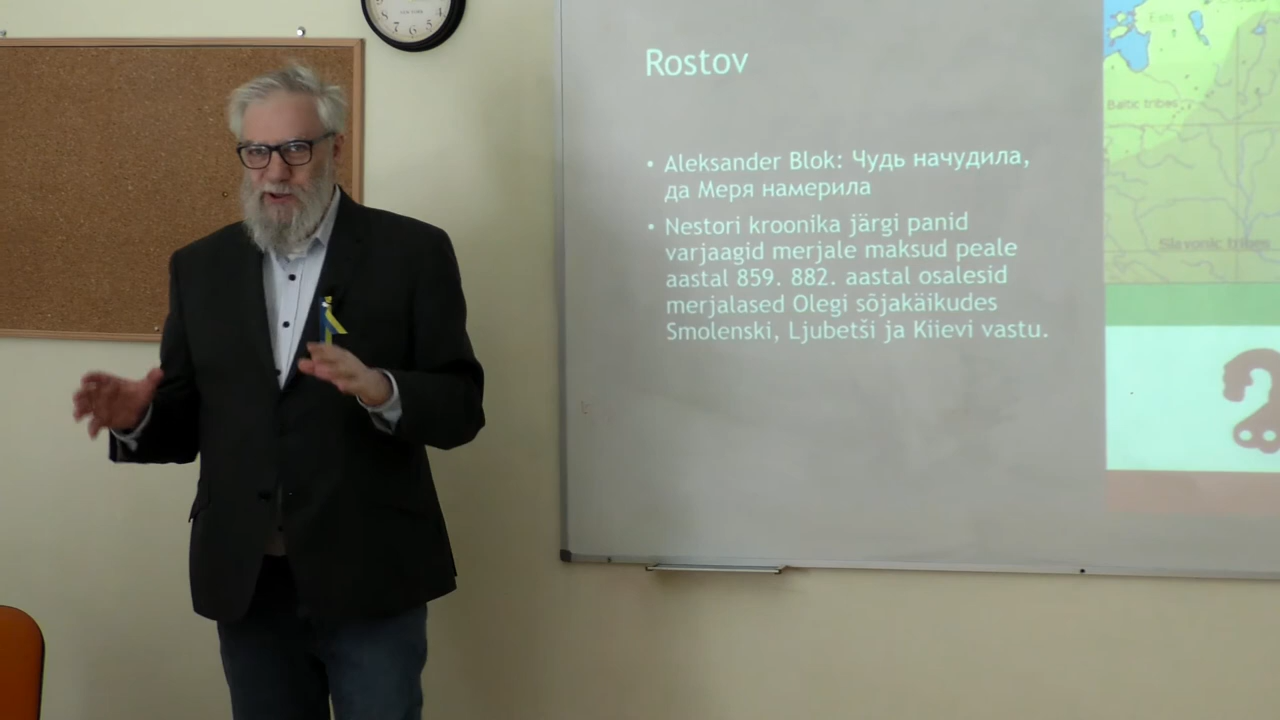 Rostov
• Aleksander Blok: Чудь начудила,
да Меря намерила
• Nestori kroonika järgi panid
varjaagid merjale maksud peale
aastal 859. 882. aastal osalesid
merjalased Olegi sõjakäikudes
Smolenski, Ljubetši ja Kiievi vastu.
Esti
Baltic tribes
Slavonic tribes